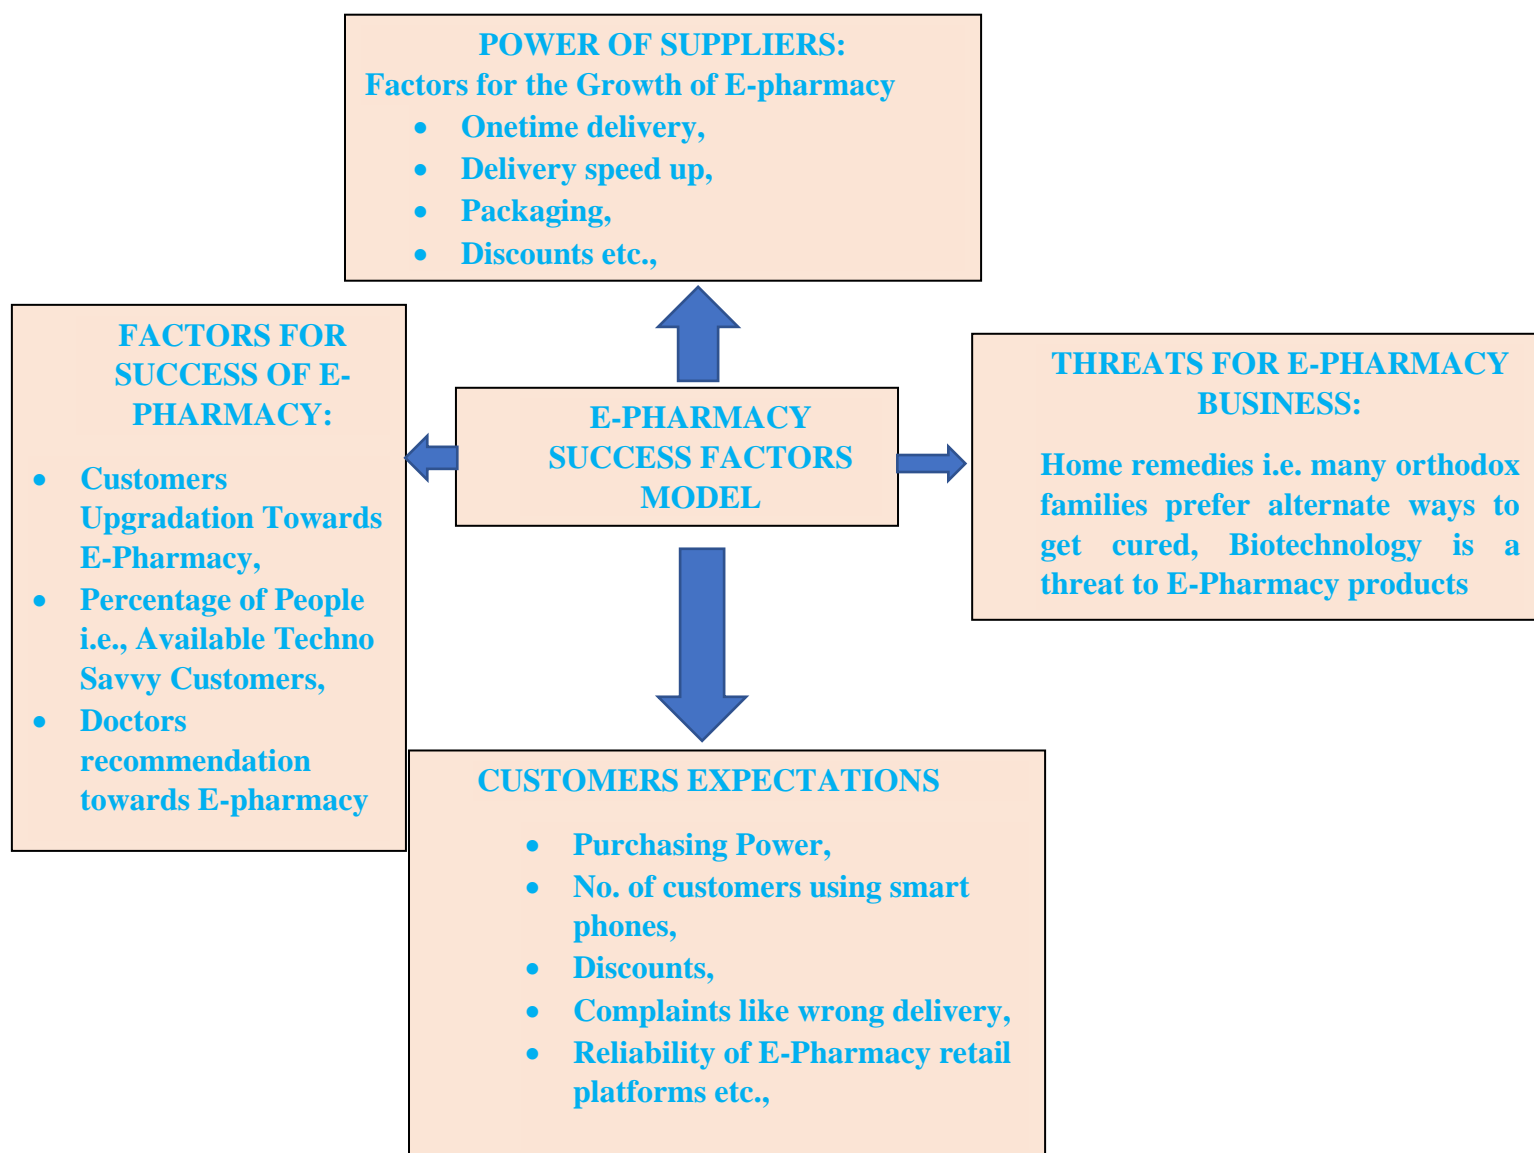 POWER OF SUPPLIERS:
Factors for the Growth of E-pharmacy
• Onetime delivery,
• Delivery speed up,
• Packaging,
• Discounts etc.,
FACTORS FOR
SUCCESS OF E-
PHARMACY:
• Customers
Upgradation Towards
E-Pharmacy,
• Percentage of People
i.e., Available Techno
Savvy Customers,
• Doctors
recommendation
towards E-pharmacy
E-PHARMACY
SUCCESS FACTORS
MODEL
THREATS FOR E-PHARMACY
BUSINESS:
Home remedies i.e. many orthodox
families prefer alternate ways to
get cured, Biotechnology is a
threat to E-Pharmacy products
CUSTOMERS EXPECTATIONS
• Purchasing Power,
• No. of customers using smart
phones,
• Discounts,
• Complaints like wrong delivery,
• Reliability of E-Pharmacy retail
platforms etc.,